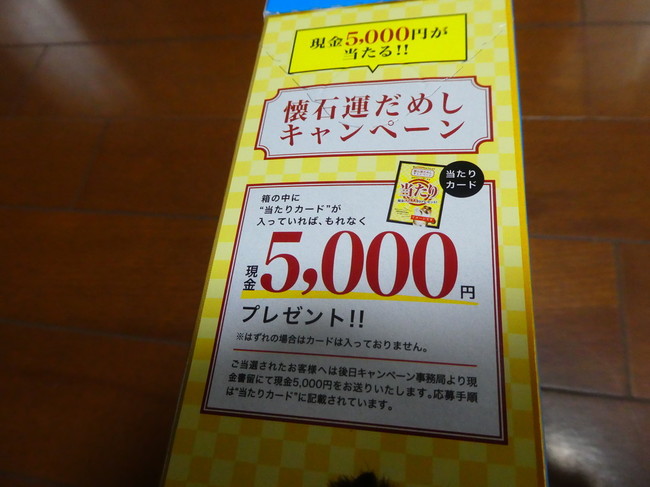 現金5,000円が
当たる!!
懐石運だめし
キャンペーン
当たり
カード
当たり
箱の中に
“当たりカード”が
入っていれば、もれなく
現金5,000円
プレゼント!!
※はずれの場合はカードは入っておりません。
ご当選されたお客様へは後日キャンペーン事務局より現
金書留にて現金5,000円をお送りいたします。応募手順
は“当たりカード”に記載されています。